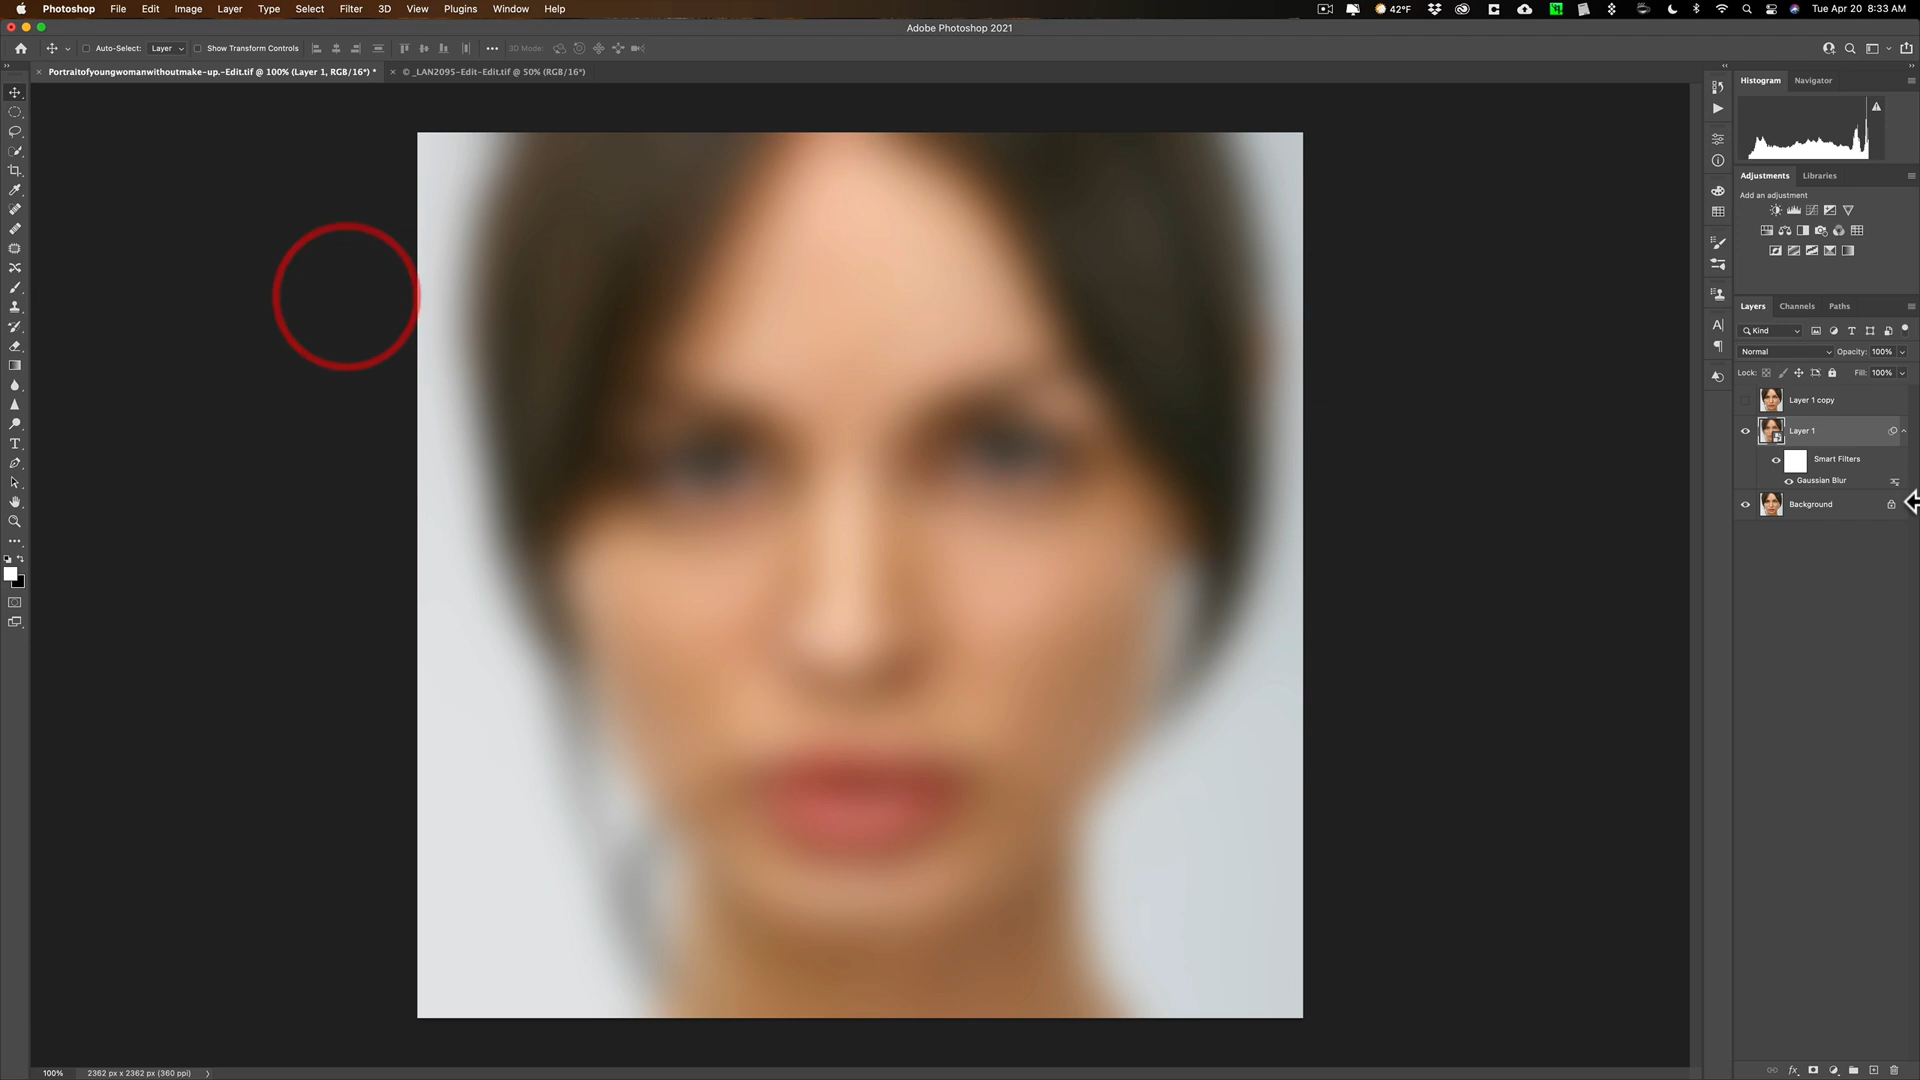 Photoshop File Edit Image Layer Type Select Filter 3D View Plugins Window Help 42°F Tue Apr 20 8:33 AM
Adobe Photoshop 2021
Auto-Select: Layer Show Transform Controls 3D Mode:
Portraitofyoungwomanwithoutmake-up.-Edit.tif @ 100% (Layer 1, RGB/16*) * © _LAN2095-Edit-Edit.tif @ 50% (RGB/16*)
Histogram Navigator
Adjustments Libraries
Add an adjustment
Layers Channels Paths
Kind
Normal Opacity: 100%
Lock: Fill: 100%
Layer 1 copy
Layer 1
Smart Filters
Gaussian Blur
Background
100% 2362 px x 2362 px (360 ppi)